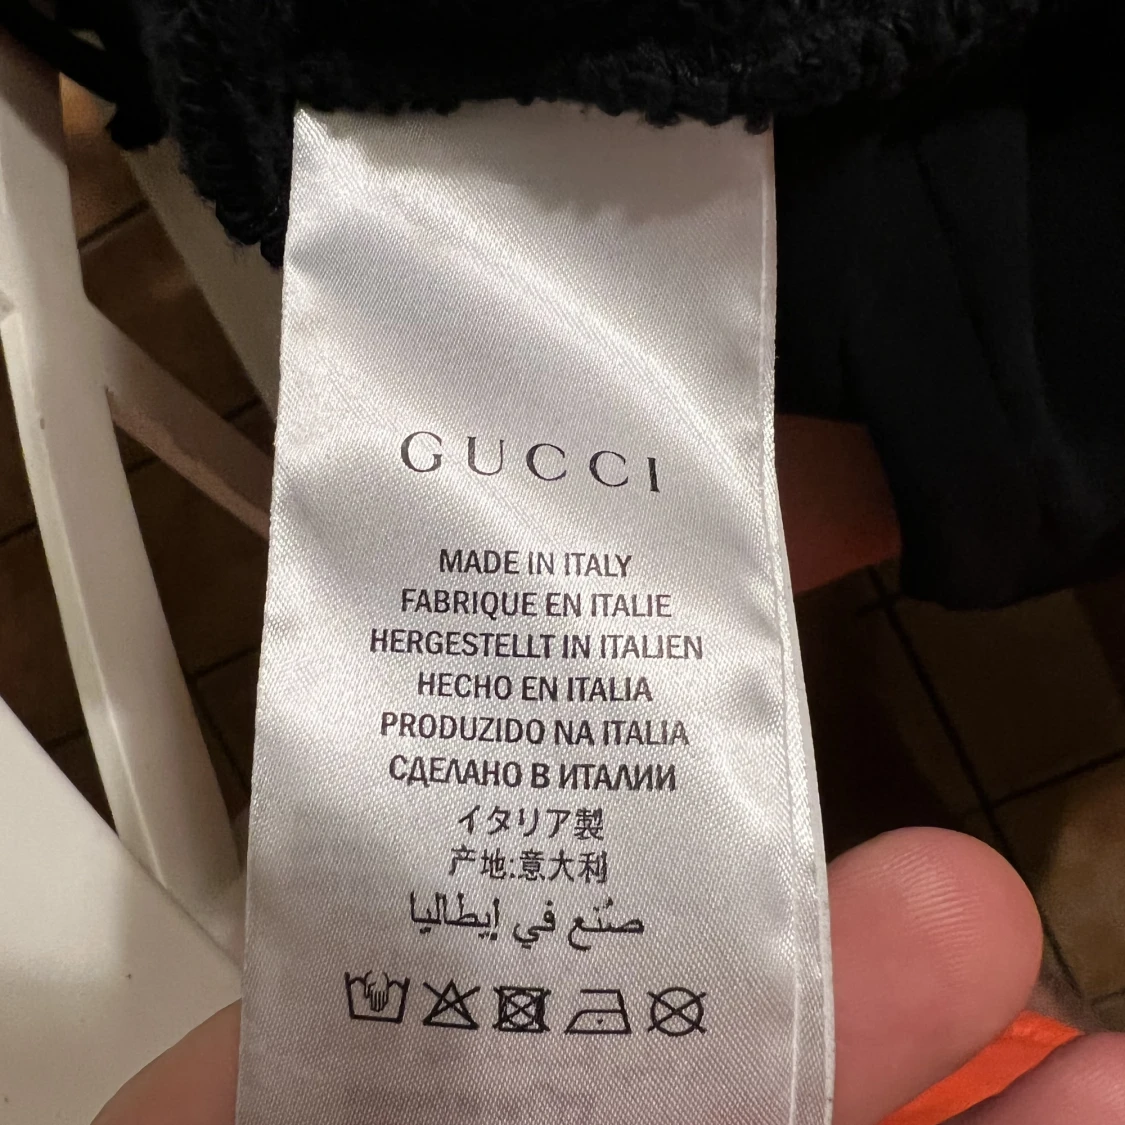 GUCCI
MADE IN ITALY
FABRIQUE EN ITALIE
HERGESTELLT IN ITALIEN
HECHO EN ITALIA
PRODUZIDO NA ITALIA
СДЕЛАНО В ИТАЛИИ
イタリア製
产地:意大利
صُنع في إيطاليا